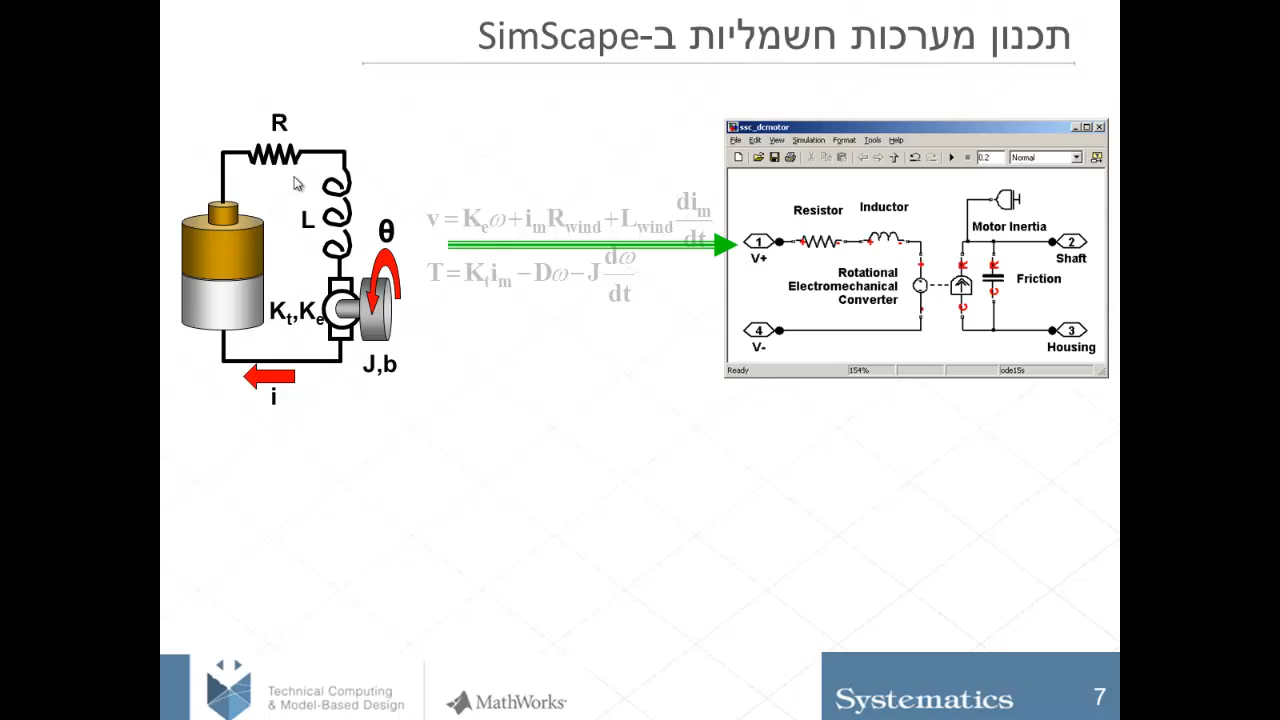 תכנון מערכות חשמליות ב-SimScape
R
L
θ
Kt,Ke
J,b
i
v = Keω + imRwind + Lwind dim/dt
T = Ktim − Dω − J dω/dt
ssc_dcmotor
File Edit View Simulation Format Tools Help
0.2 Normal
Resistor Inductor
Motor Inertia
1 V+
2 Shaft
Rotational
Electromechanical
Converter
Friction
R R
C C
4 V-
3 Housing
Ready 154% ode15s
Technical Computing
& Model-Based Design
MathWorks
Systematics
7